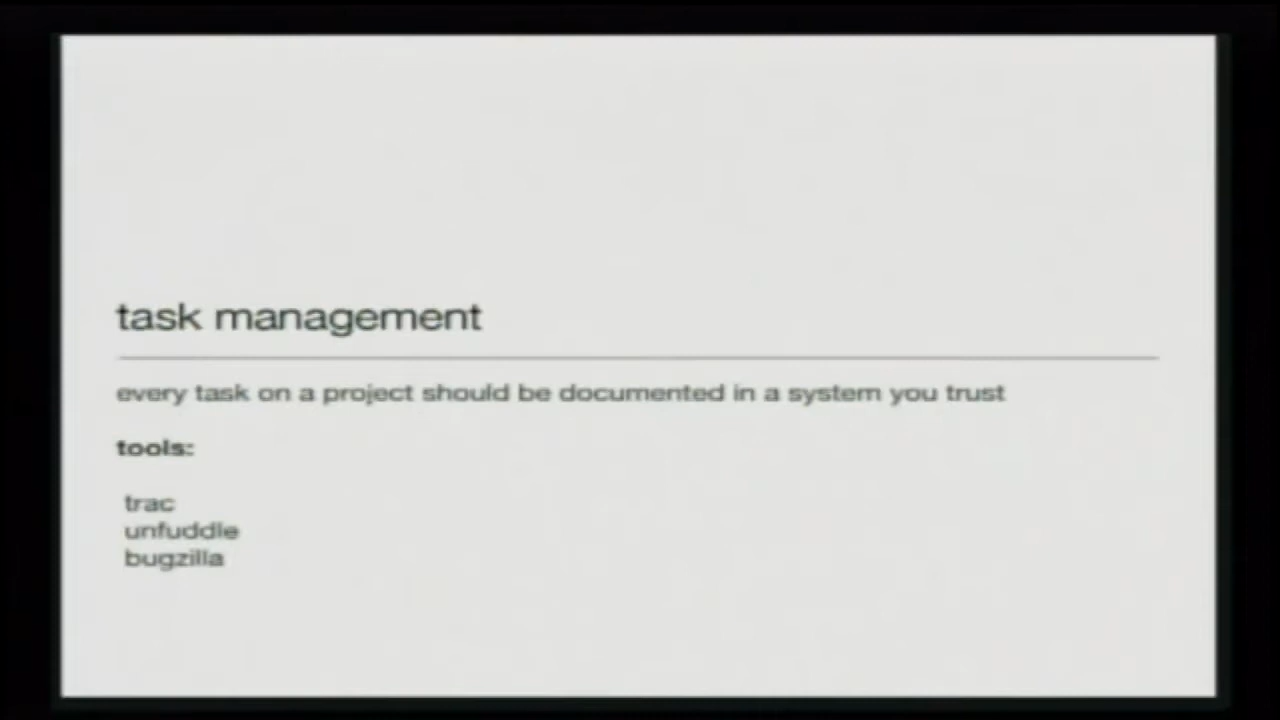 task management
every task on a project should be documented in a system you trust
tools:
trac
unfuddle
bugzilla